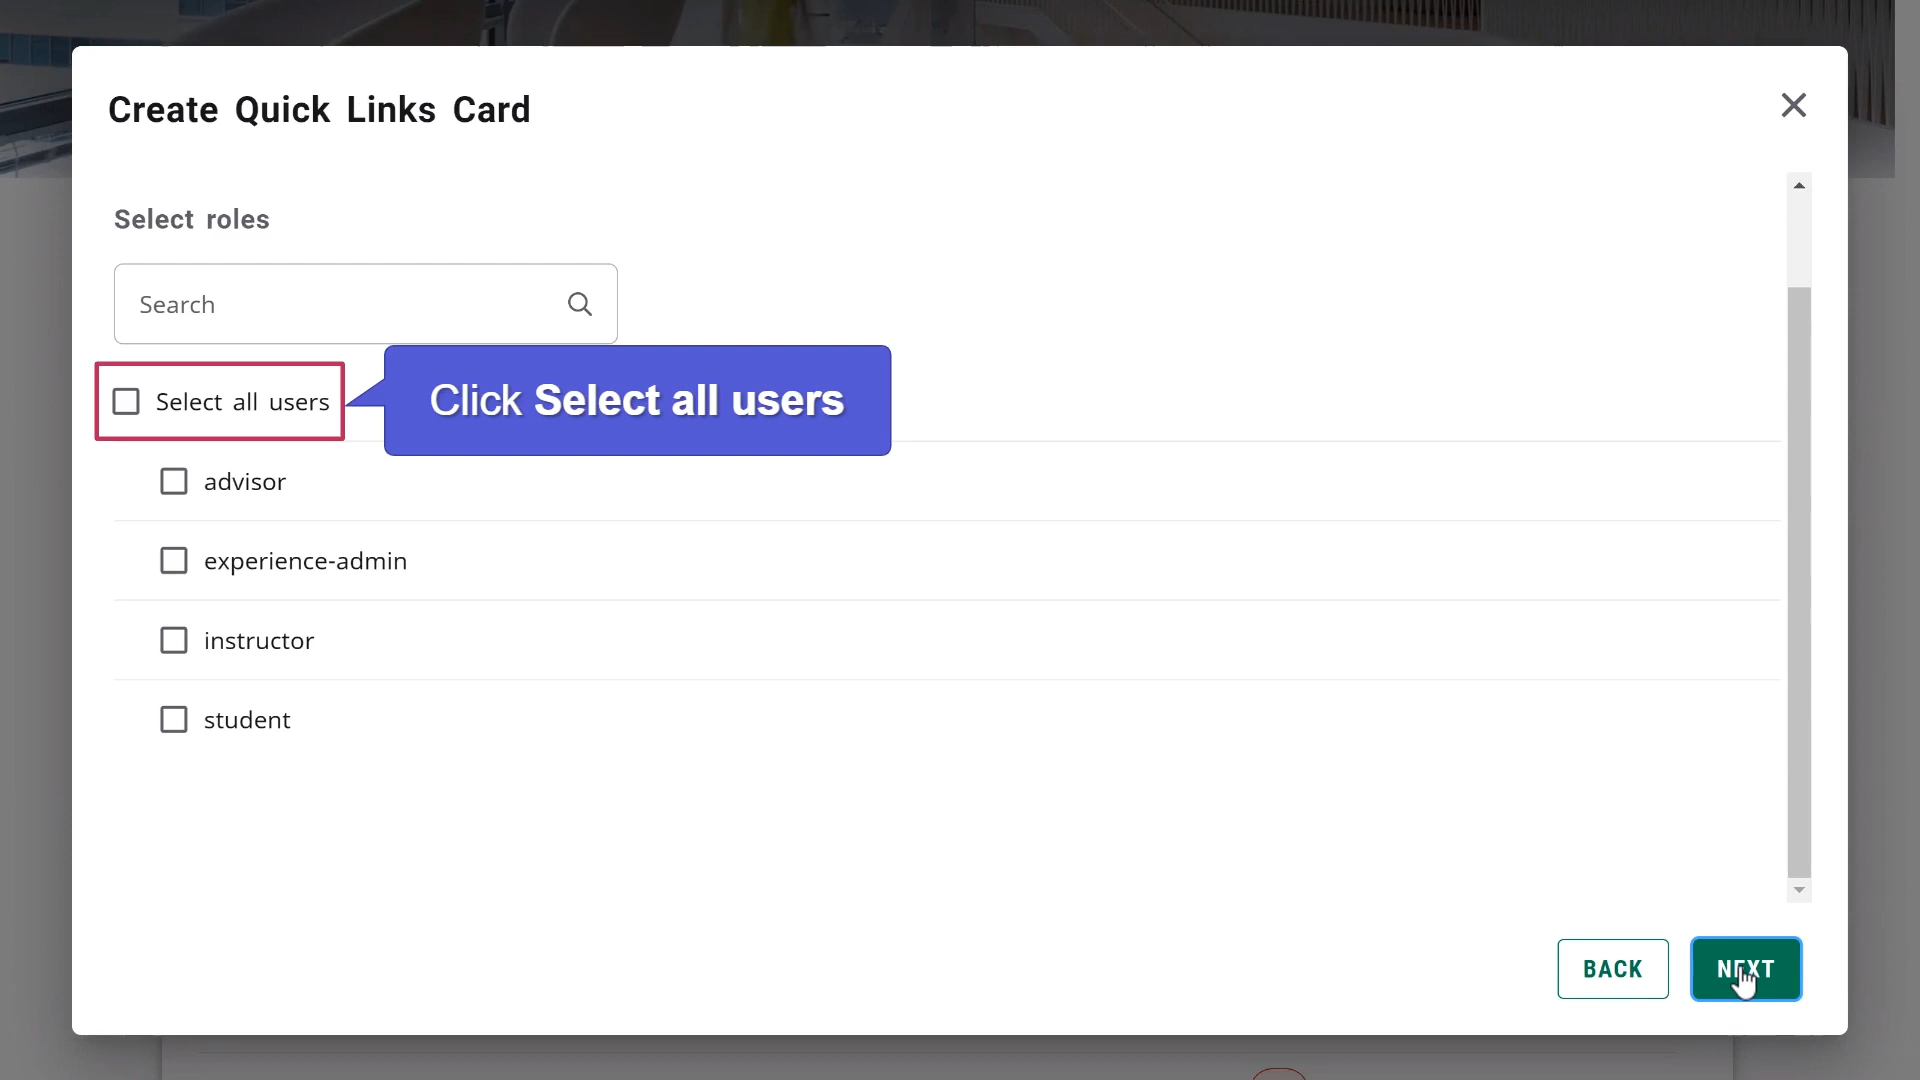 Create Quick Links Card
Select roles
Search
Select all users
Click Select all users
advisor
experience-admin
instructor
student
BACK
NEXT